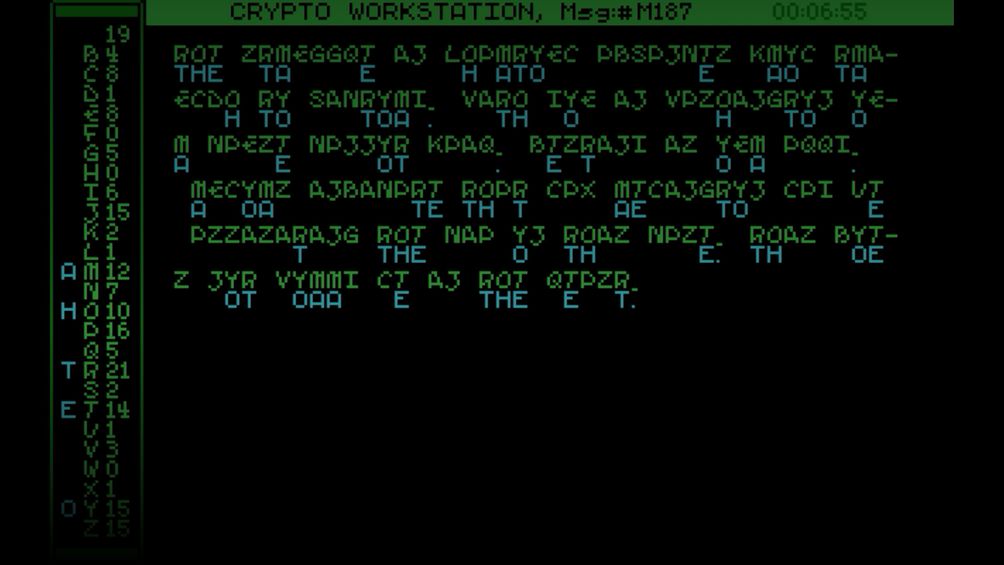 CRYPTO WORKSTATION, Msg:# M187 00:06:55
19
B 4
C 8
D 1
E 8
F 0
G 5
H 0
I 6
J 15
K 2
L 1
A M 12
N 7
H O 10
P 16
Q 5
T R 21
S 2
E T 14
U 1
V 3
W 0
X 1
O Y 15
Z 15
ROT ZRMEGGQT AJ LOPMRYEC PBSPJNTZ KMYC RMA-
THE TA E H ATO E AO TA
ECDO RY SANRYMI. VARO IYE AJ VPZOAJGRYJ YE-
H TO TOA . TH O H TO O
M NPEZT NPJJYR KPAQ. BTZRAJI AZ YEM PQQI.
A E OT . E T O A .
MECYMZ AJBANPRT ROPR CPX MTCAJGRYJ CPI UT
A OA TE TH T AE TO E
PZZAZARAJG ROT NAP YJ ROAZ NPZT. ROAZ BYT-
T THE O TH E. TH OE
Z JYR VYMMI CT AJ ROT QTPZR.
OT OAA E THE E T.